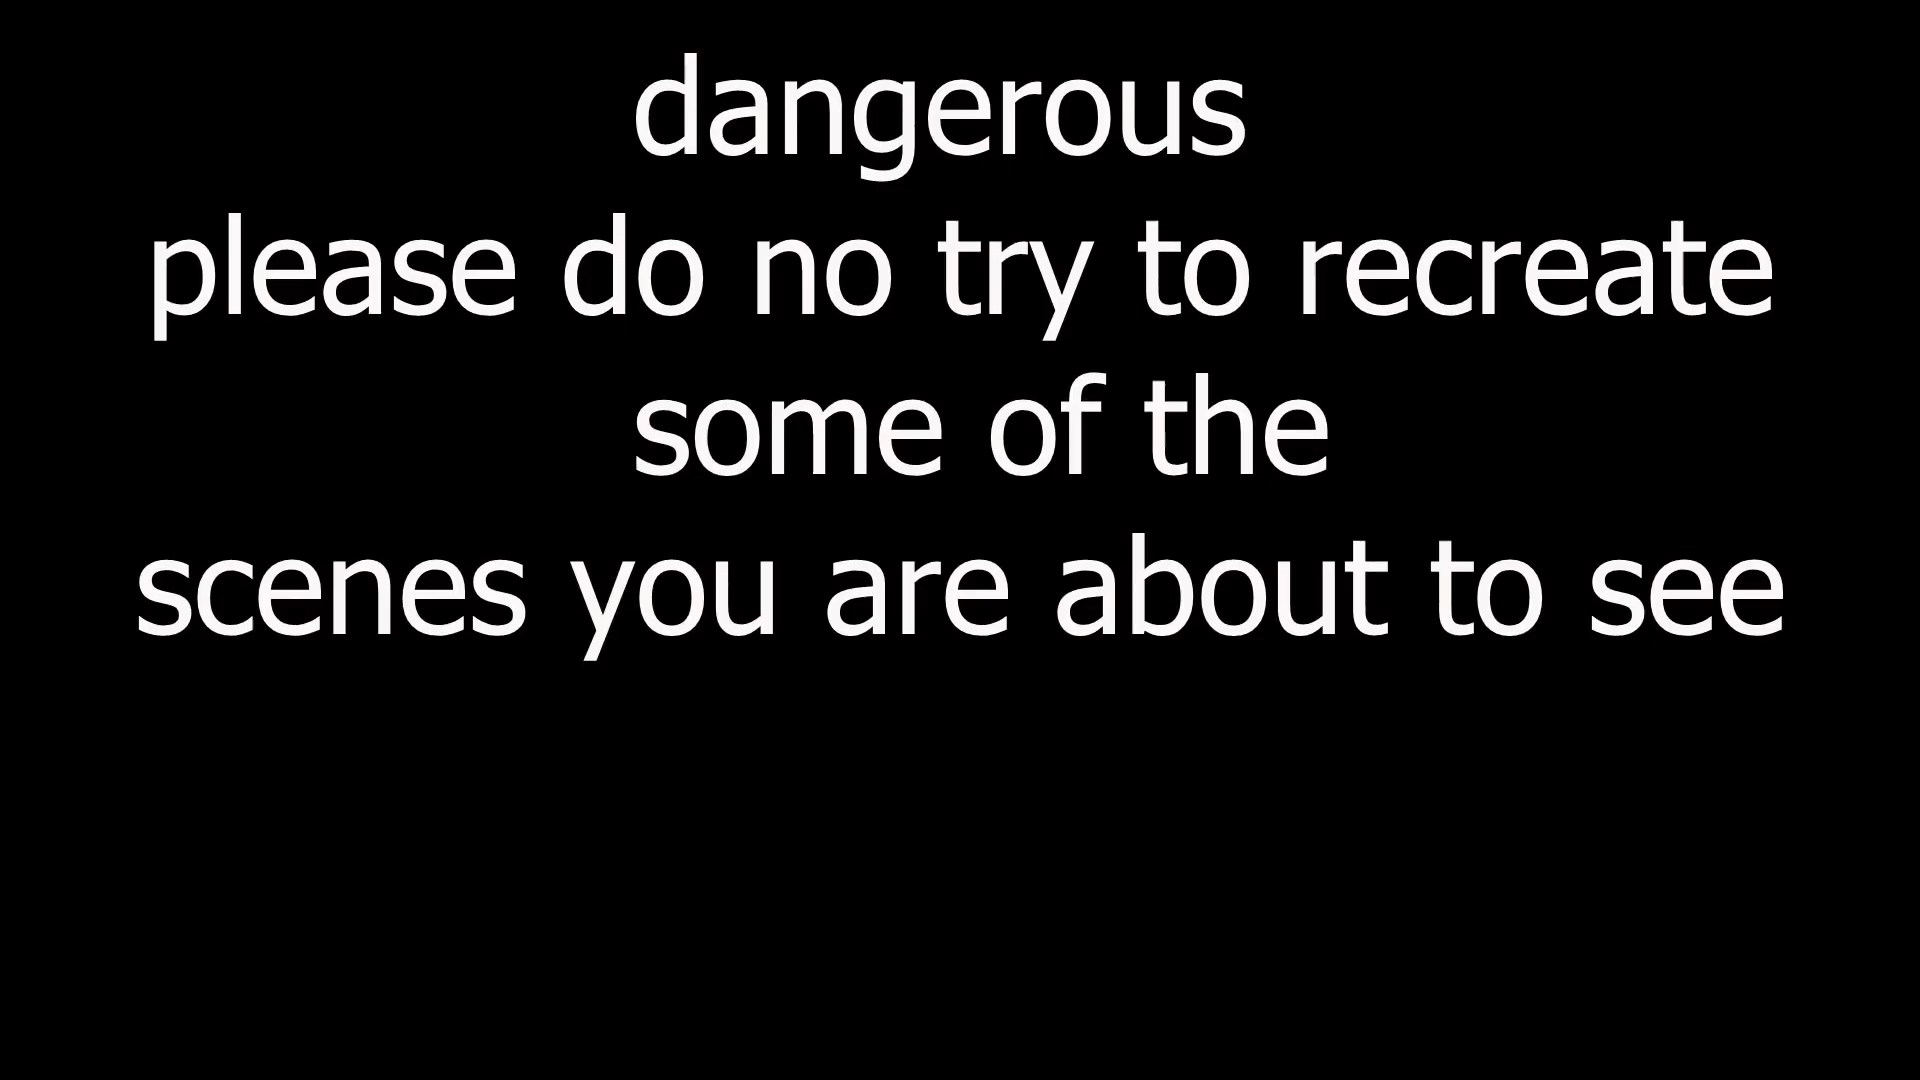 dangerous
please do no try to recreate
some of the
scenes you are about to see